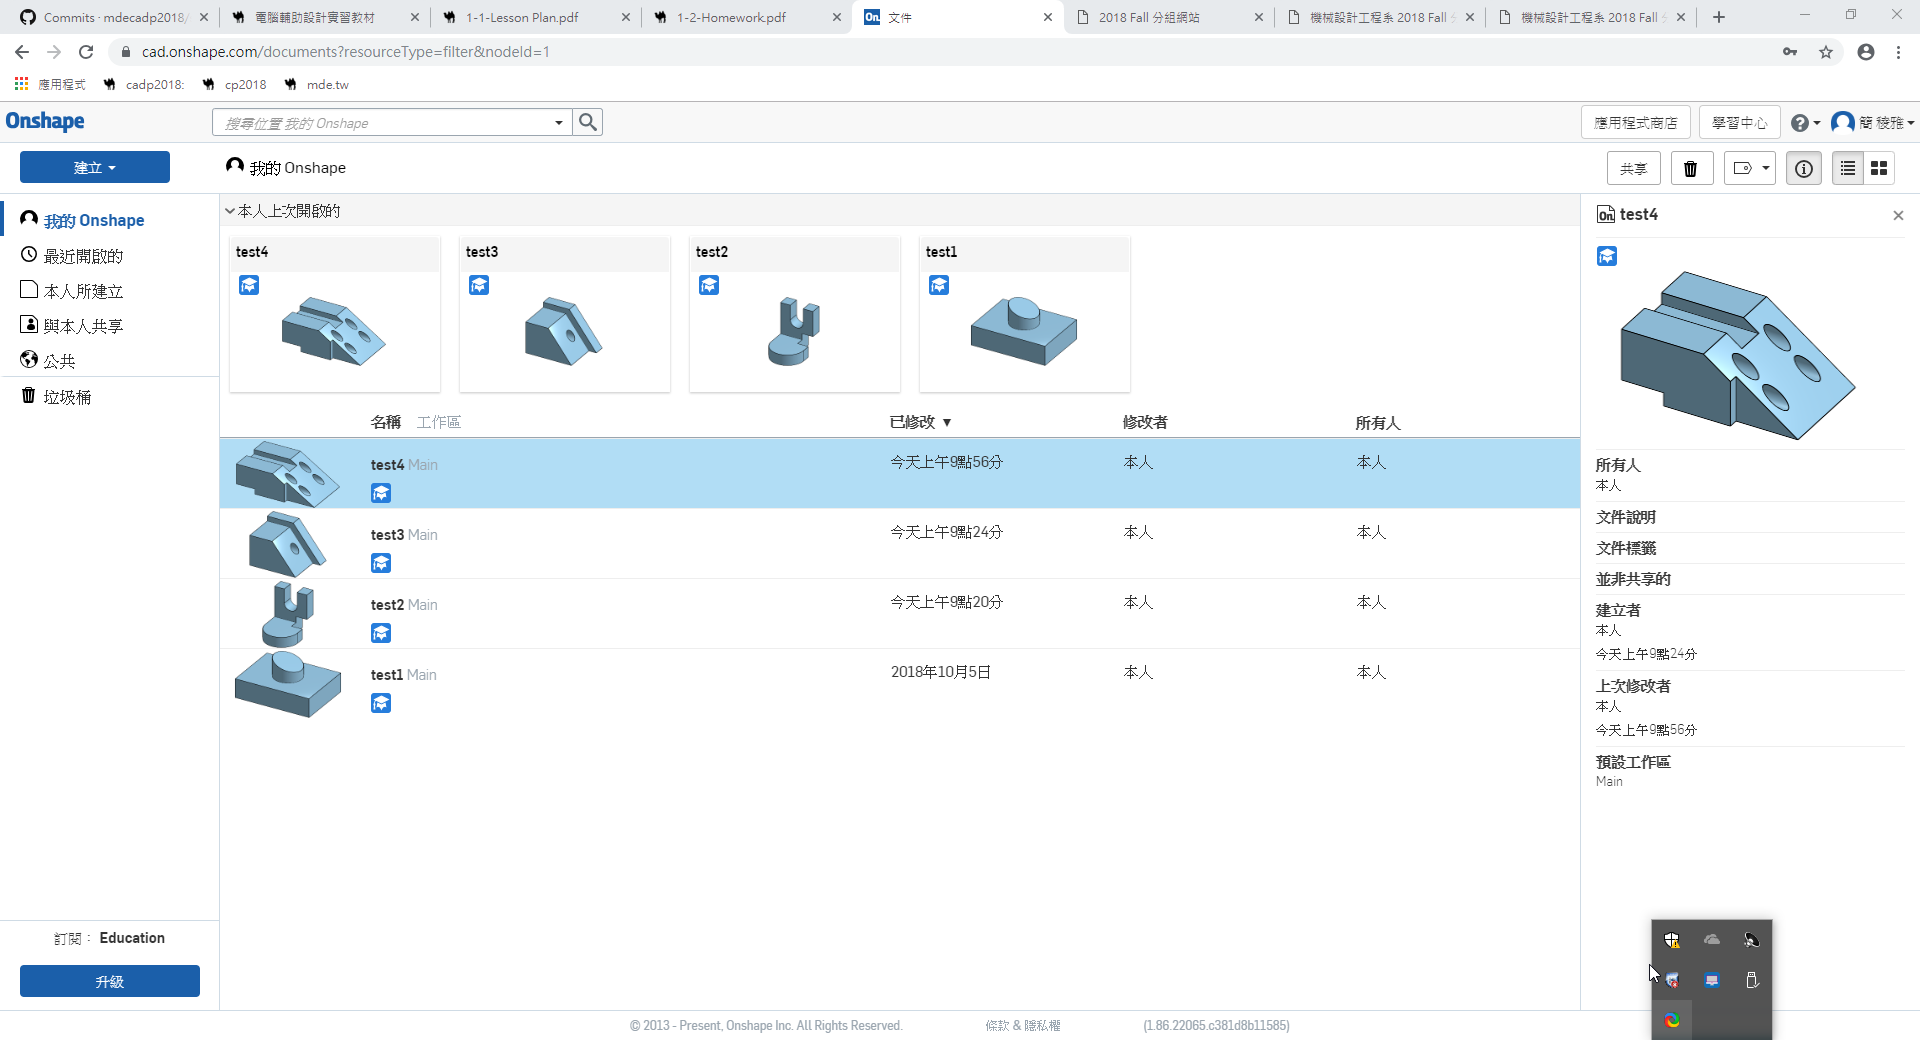 Commits · mdecadp2018/
電腦輔助設計實習教材
1-1-Lesson Plan.pdf
1-2-Homework.pdf
On 文件
2018 Fall 分組網站
機械設計工程系 2018 Fall
機械設計工程系 2018 Fall
cad.onshape.com/documents?resourceType=filter&nodeId=1
應用程式
cadp2018:
cp2018
mde.tw
Onshape
搜尋位置 我的 Onshape
應用程式商店
學習中心
簡 稜雅
建立
我的 Onshape
共享
我的 Onshape
最近開啟的
本人所建立
與本人共享
公共
垃圾桶
本人上次開啟的
test4
test3
test2
test1
名稱 工作區 已修改 ▼ 修改者 所有人
test4 Main 今天上午9點56分 本人 本人
test3 Main 今天上午9點24分 本人 本人
test2 Main 今天上午9點20分 本人 本人
test1 Main 2018年10月5日 本人 本人
On test4
所有人
本人
文件說明
文件標籤
並非共享的
建立者
本人
今天上午9點24分
上次修改者
本人
今天上午9點56分
預設工作區
Main
訂閱： Education
升級
© 2013 - Present, Onshape Inc. All Rights Reserved.
條款 & 隱私權
(1.86.22065.c381d8b11585)